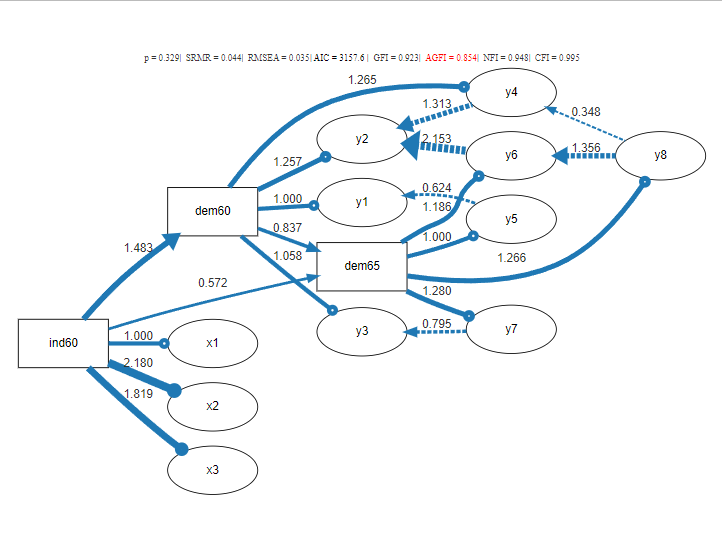 p = 0.329| SRMR = 0.044| RMSEA = 0.035| AIC = 3157.6 | GFI = 0.923| AGFI = 0.854| NFI = 0.948| CFI = 0.995
1.265
y4
1.313
0.348
y2
2.153
y6
1.356
y8
1.257
0.624
1.000
y1
1.186
dem60
0.837
y5
1.000
1.483
1.058
dem65
1.266
0.572
1.280
y3
0.795
y7
ind60
1.000
x1
2.180
1.819
x2
x3